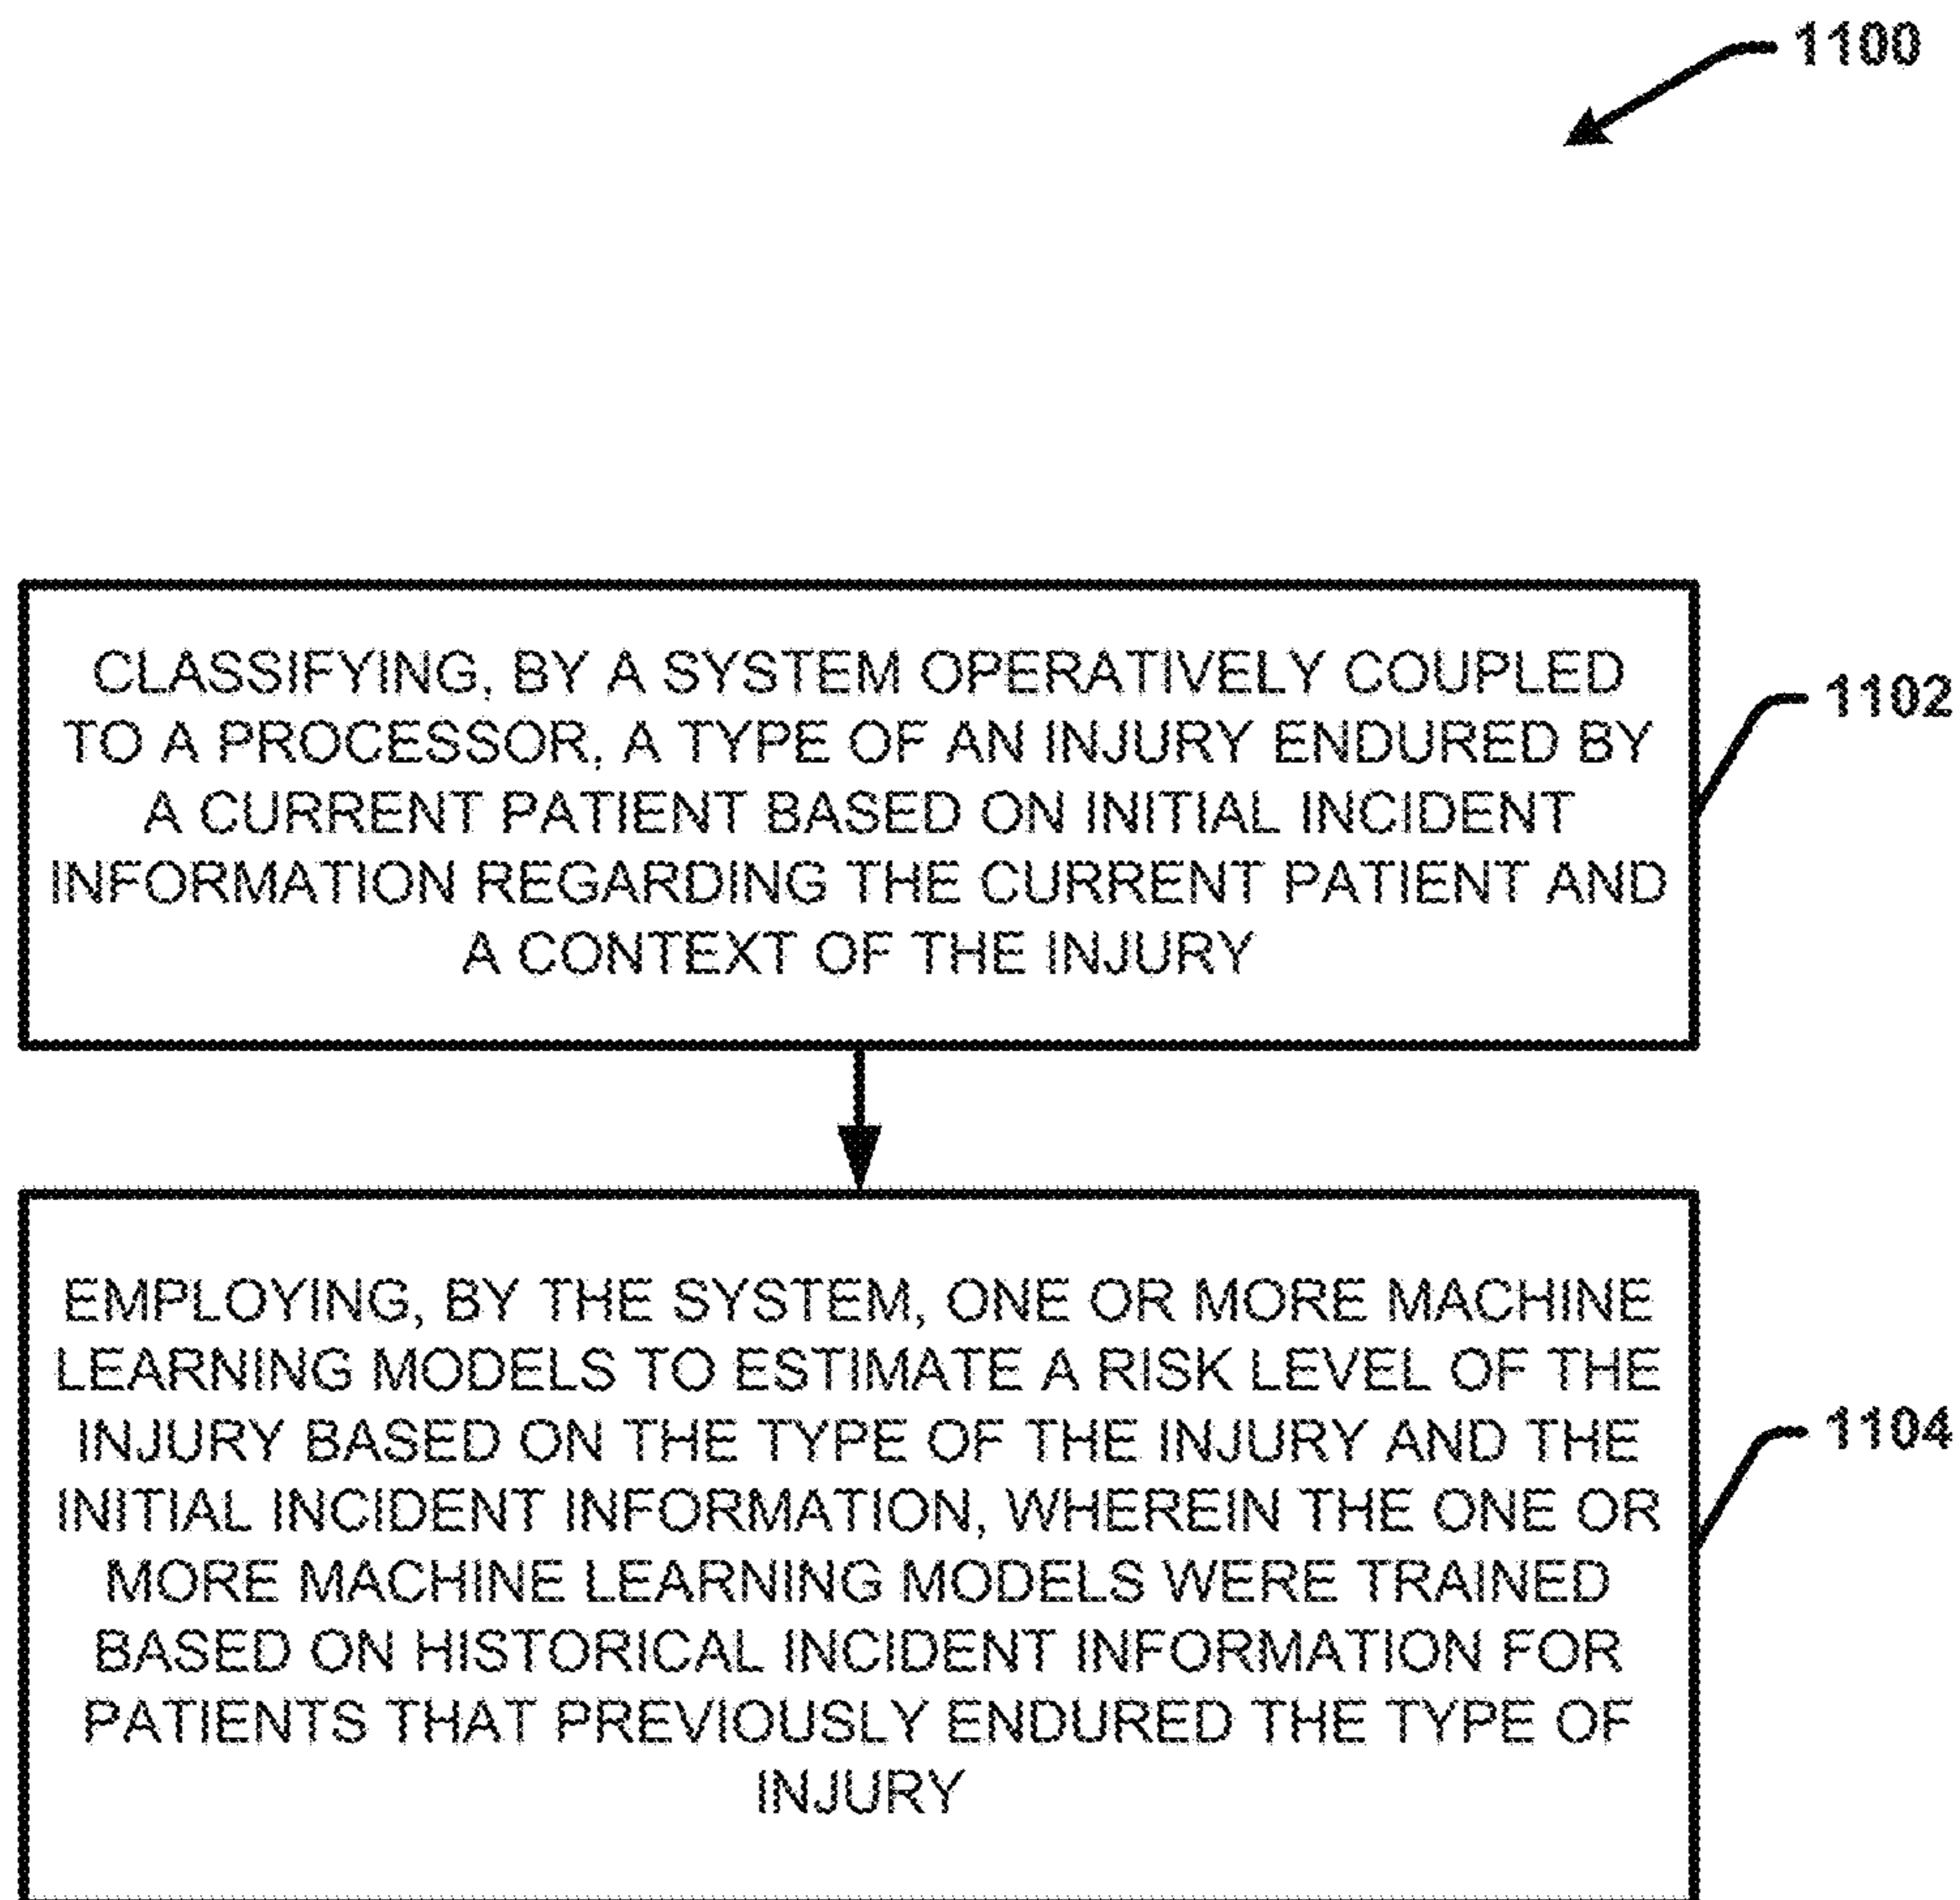 1100
CLASSIFYING, BY A SYSTEM OPERATIVELY COUPLED
TO A PROCESSOR, A TYPE OF AN INJURY ENDURED BY
A CURRENT PATIENT BASED ON INITIAL INCIDENT
INFORMATION REGARDING THE CURRENT PATIENT AND
A CONTEXT OF THE INJURY
1102
EMPLOYING, BY THE SYSTEM, ONE OR MORE MACHINE
LEARNING MODELS TO ESTIMATE A RISK LEVEL OF THE
INJURY BASED ON THE TYPE OF THE INJURY AND THE
INITIAL INCIDENT INFORMATION, WHEREIN THE ONE OR
MORE MACHINE LEARNING MODELS WERE TRAINED
BASED ON HISTORICAL INCIDENT INFORMATION FOR
PATIENTS THAT PREVIOUSLY ENDURED THE TYPE OF
INJURY
1104